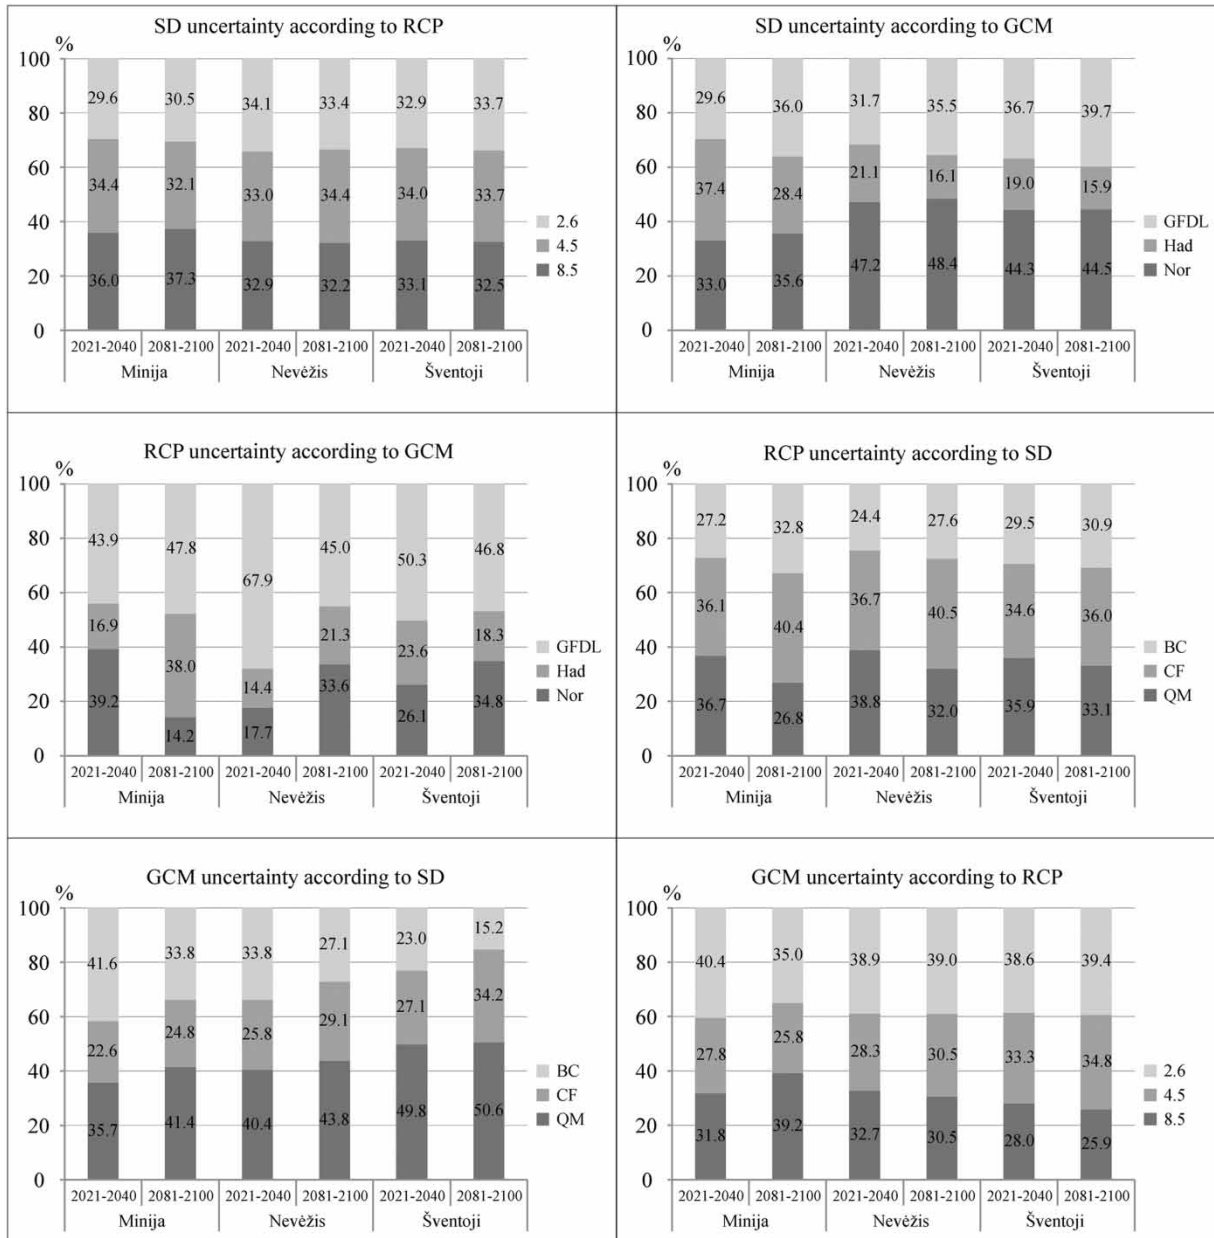 SD uncertainty according to RCP
%
100
80
60
40
20
0
29.6 30.5 34.1 33.4 32.9 33.7
34.4 32.1 33.0 34.4 34.0 33.7
36.0 37.3 32.9 32.2 33.1 32.5
2.6
4.5
8.5
2021-2040 2081-2100 2021-2040 2081-2100 2021-2040 2081-2100
Minija Nevėžis Šventoji
SD uncertainty according to GCM
%
100
80
60
40
20
0
29.6 36.0 31.7 35.5 36.7 39.7
37.4 28.4 21.1 16.1 19.0 15.9
33.0 35.6 47.2 48.4 44.3 44.5
GFDL
Had
Nor
2021-2040 2081-2100 2021-2040 2081-2100 2021-2040 2081-2100
Minija Nevėžis Šventoji
RCP uncertainty according to GCM
%
100
80
60
40
20
0
43.9 47.8 67.9 45.0 50.3 46.8
16.9 38.0 14.4 21.3 23.6 18.3
39.2 14.2 17.7 33.6 26.1 34.8
GFDL
Had
Nor
2021-2040 2081-2100 2021-2040 2081-2100 2021-2040 2081-2100
Minija Nevėžis Šventoji
RCP uncertainty according to SD
%
100
80
60
40
20
0
27.2 32.8 24.4 27.6 29.5 30.9
36.1 40.4 36.7 40.5 34.6 36.0
36.7 26.8 38.8 32.0 35.9 33.1
BC
CF
QM
2021-2040 2081-2100 2021-2040 2081-2100 2021-2040 2081-2100
Minija Nevėžis Šventoji
GCM uncertainty according to SD
%
100
80
60
40
20
0
41.6 33.8 33.8 27.1 23.0 15.2
22.6 24.8 25.8 29.1 27.1 34.2
35.7 41.4 40.4 43.8 49.8 50.6
BC
CF
QM
2021-2040 2081-2100 2021-2040 2081-2100 2021-2040 2081-2100
Minija Nevėžis Šventoji
GCM uncertainty according to RCP
%
100
80
60
40
20
0
40.4 35.0 38.9 39.0 38.6 39.4
27.8 25.8 28.3 30.5 33.3 34.8
31.8 39.2 32.7 30.5 28.0 25.9
2.6
4.5
8.5
2021-2040 2081-2100 2021-2040 2081-2100 2021-2040 2081-2100
Minija Nevėžis Šventoji